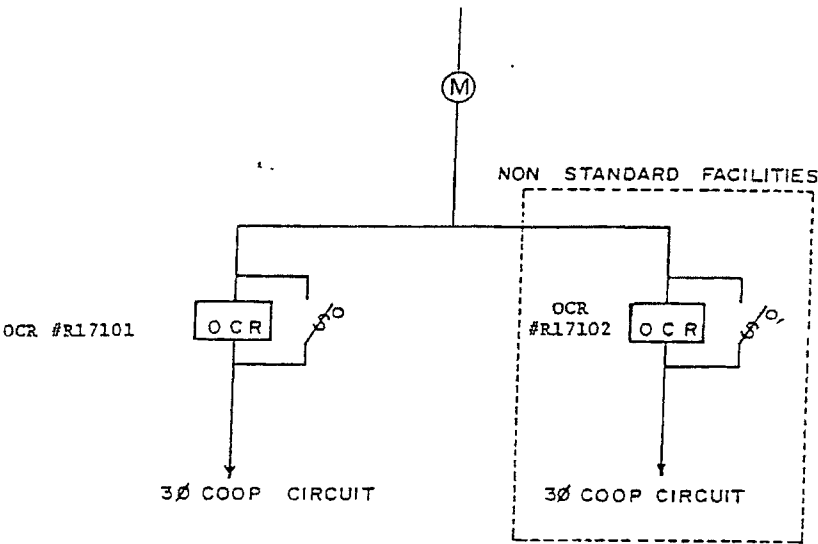 M
NON STANDARD FACILITIES
OCR #R17101
OCR
OCR
#R17102
OCR
3Ø COOP CIRCUIT
3Ø COOP CIRCUIT